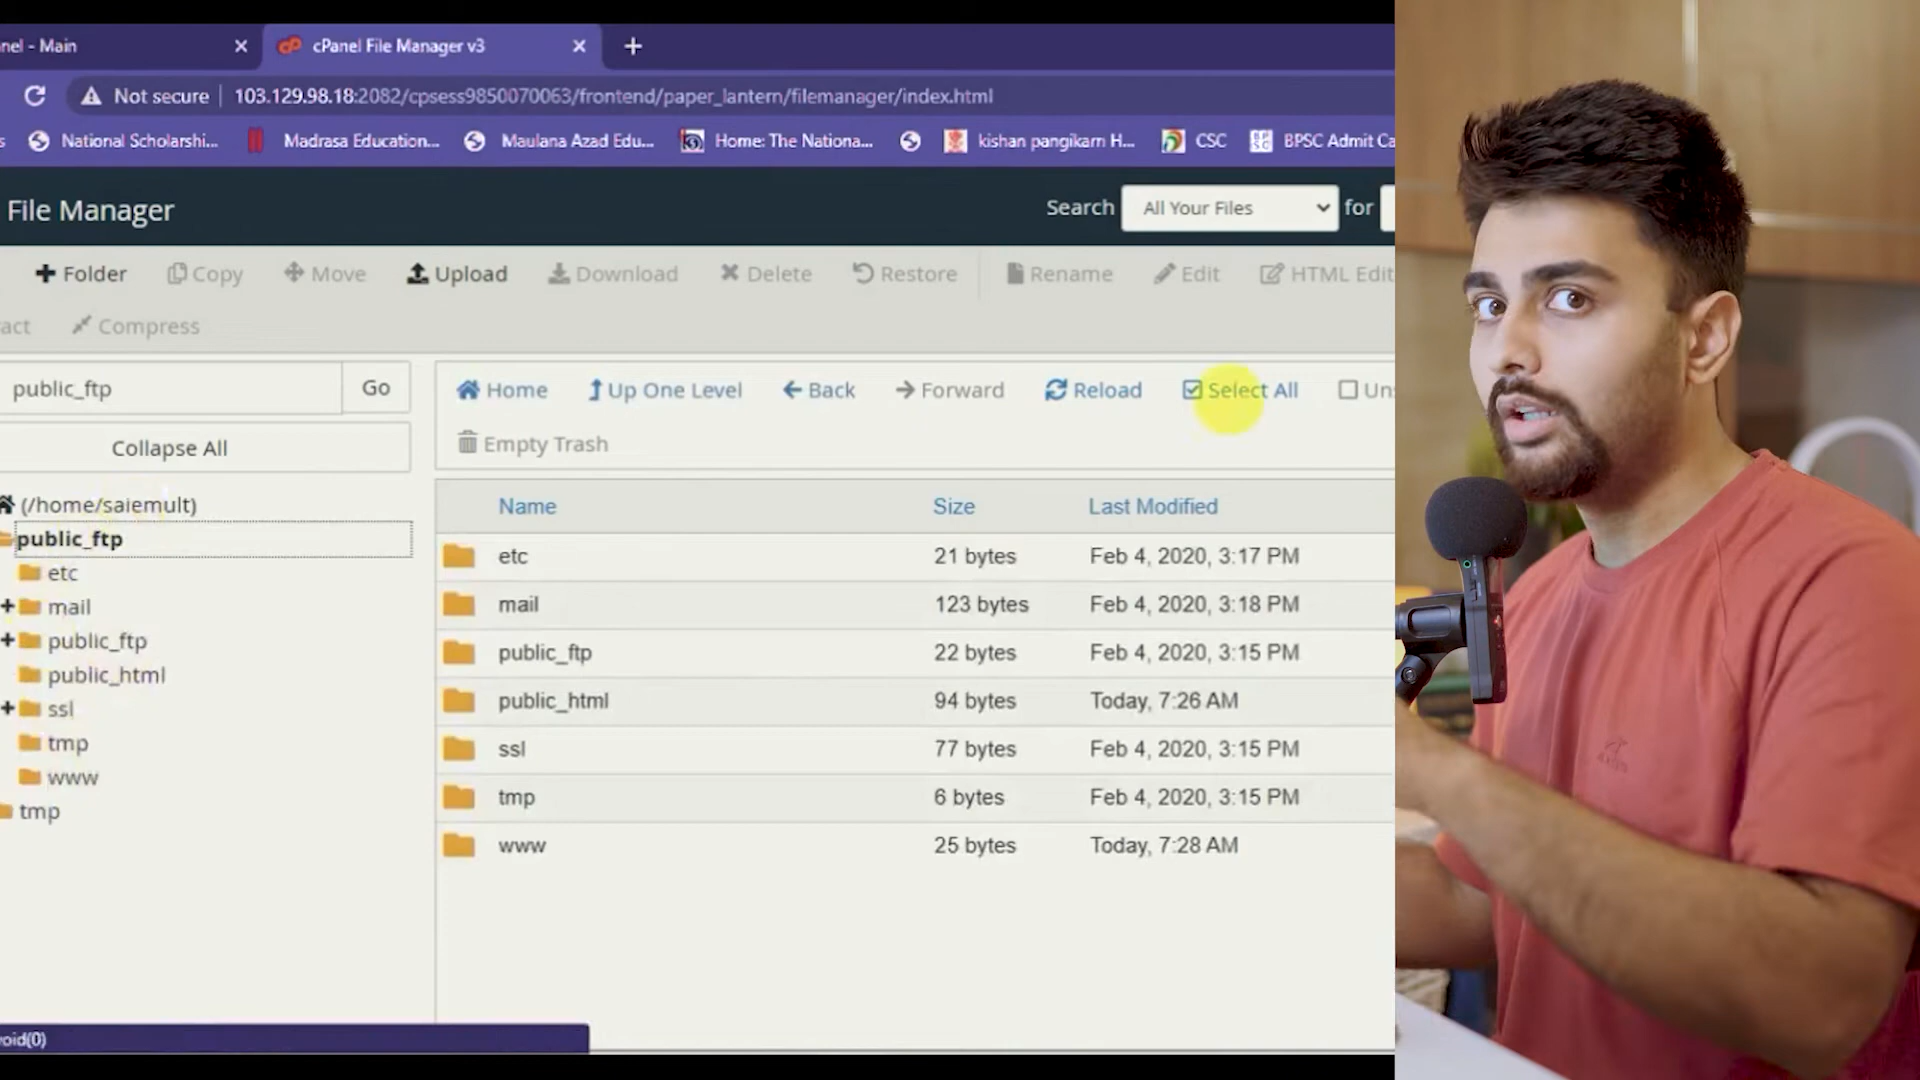 nel - Main
cPanel File Manager v3
Not secure
103.129.98.18:2082/cpsess9850070063/frontend/paper_lantern/filemanager/index.html
s
National Scholarshi...
Madrasa Education...
Maulana Azad Edu...
Home: The Nationa...
kishan pangikarn H...
CSC
BPSC Admit Ca
File Manager
Search
All Your Files
for
Folder
Copy
Move
Upload
Download
Delete
Restore
Rename
Edit
HTML Edit
act
Compress
public_ftp
Go
Collapse All
(/home/saiemult)
public_ftp
etc
mail
public_ftp
public_html
ssl
tmp
www
tmp
Home
Up One Level
Back
Forward
Reload
Select All
Uns
Empty Trash
Name Size Last Modified
etc 21 bytes Feb 4, 2020, 3:17 PM
mail 123 bytes Feb 4, 2020, 3:18 PM
public_ftp 22 bytes Feb 4, 2020, 3:15 PM
public_html 94 bytes Today, 7:26 AM
ssl 77 bytes Feb 4, 2020, 3:15 PM
tmp 6 bytes Feb 4, 2020, 3:15 PM
www 25 bytes Today, 7:28 AM
void(0)